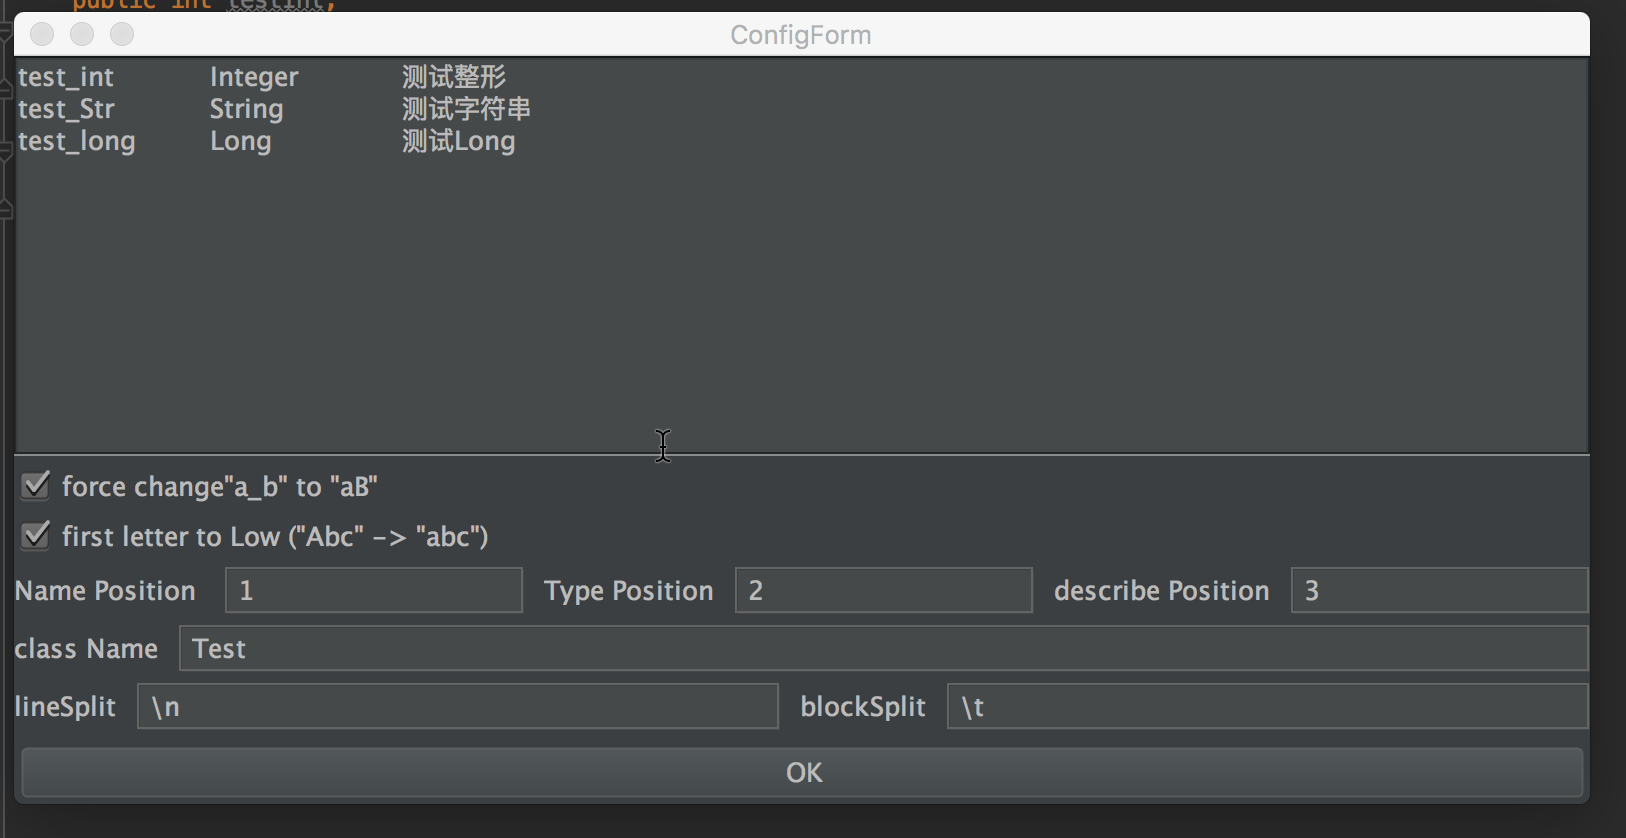 public int testInt;
ConfigForm
test_int Integer 测试整形
test_Str String 测试字符串
test_long Long 测试Long
force change"a_b" to "aB"
first letter to Low ("Abc" -> "abc")
Name Position 1 Type Position 2 describe Position 3
class Name Test
lineSplit \n blockSplit \t
OK